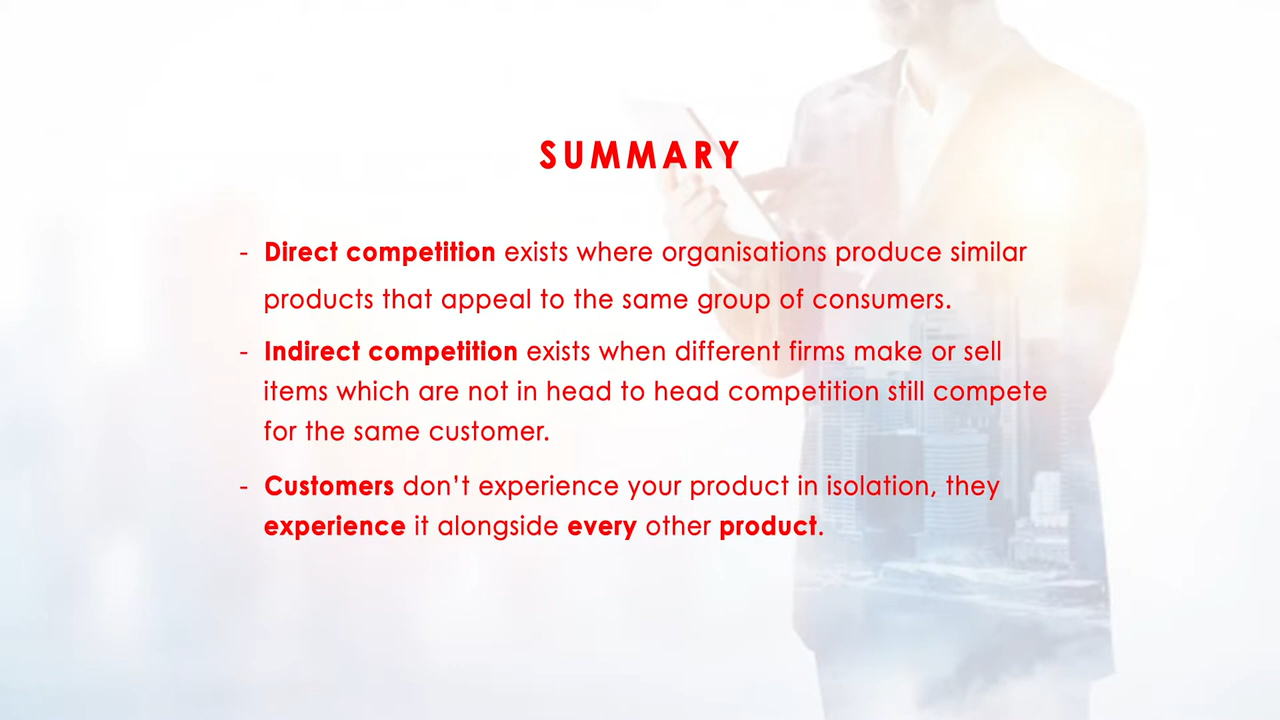 SUMMARY
- Direct competition exists where organisations produce similar
products that appeal to the same group of consumers.
- Indirect competition exists when different firms make or sell
items which are not in head to head competition still compete
for the same customer.
- Customers don’t experience your product in isolation, they
experience it alongside every other product.